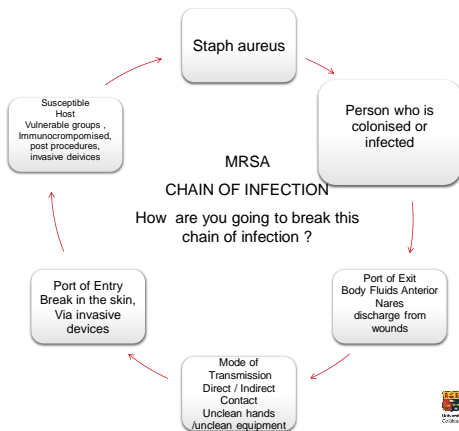 Staph aureus
Person who is
colonised or
infected
Port of Exit
Body Fluids Anterior
Nares
discharge from
wounds
Mode of
Transmission
Direct / Indirect
Contact
Unclean hands
/unclean equipment
Port of Entry
Break in the skin,
Via invasive
devices
Susceptible
Host
Vulnerable groups ,
Immunocrompomised,
post procedures,
invasive deivices
MRSA
CHAIN OF INFECTION
How are you going to break this
chain of infection ?